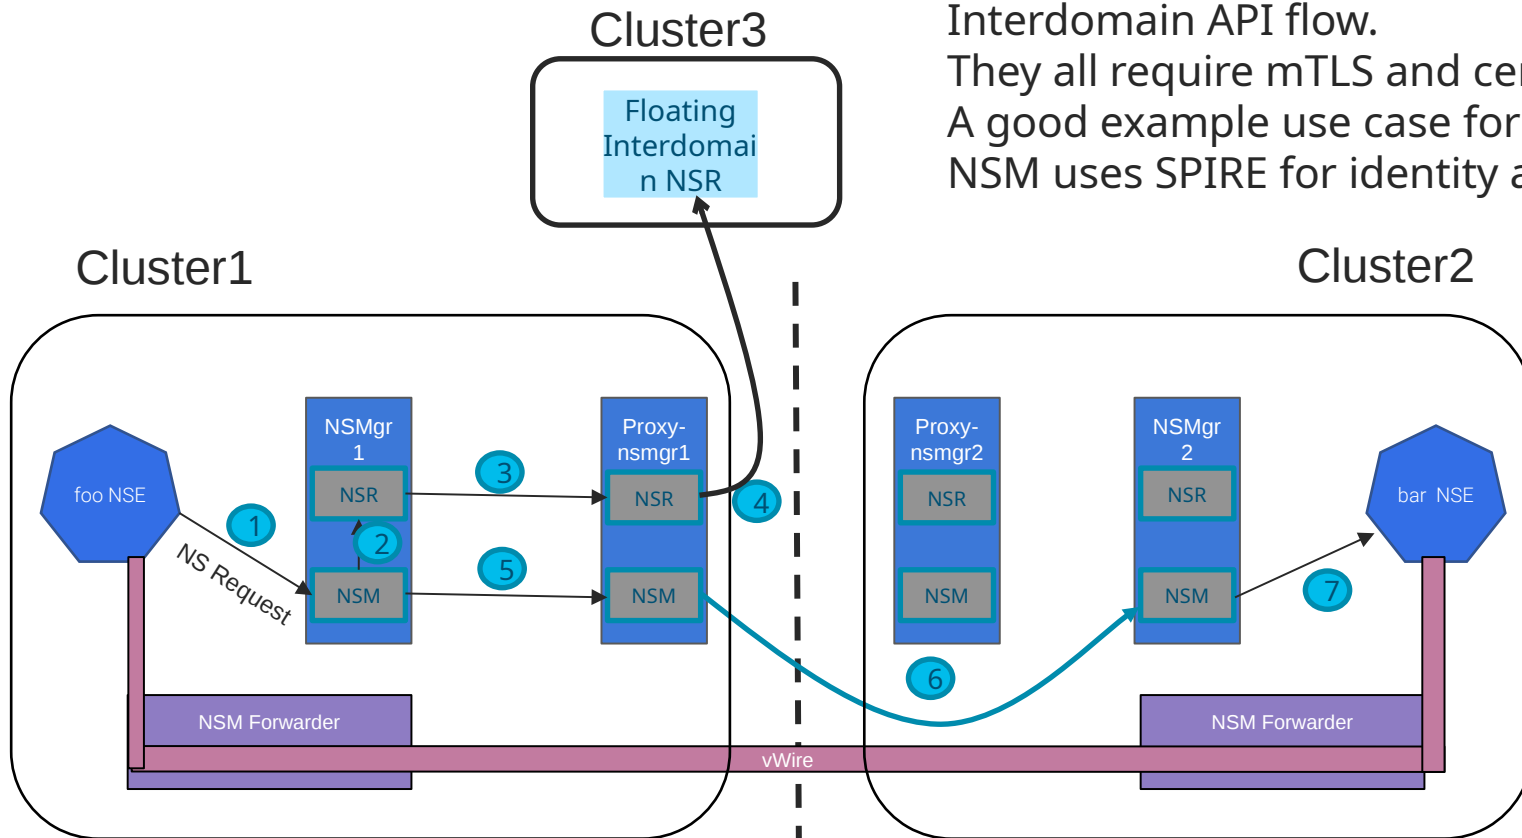 Interdomain API flow.
They all require mTLS and
A good example use case for
NSM uses SPIRE for identity
Cluster3
Floating
Interdomai
n NSR
Cluster1
Cluster2
NSMgr
1
Proxy-
nsmgr1
Proxy-
nsmgr2
NSMgr
2
foo NSE
NSR
3
NSR
4
NSR
NSR
bar NSE
1
2
NS Request
NSM
5
NSM
NSM
NSM
7
6
NSM Forwarder
NSM Forwarder
vWire